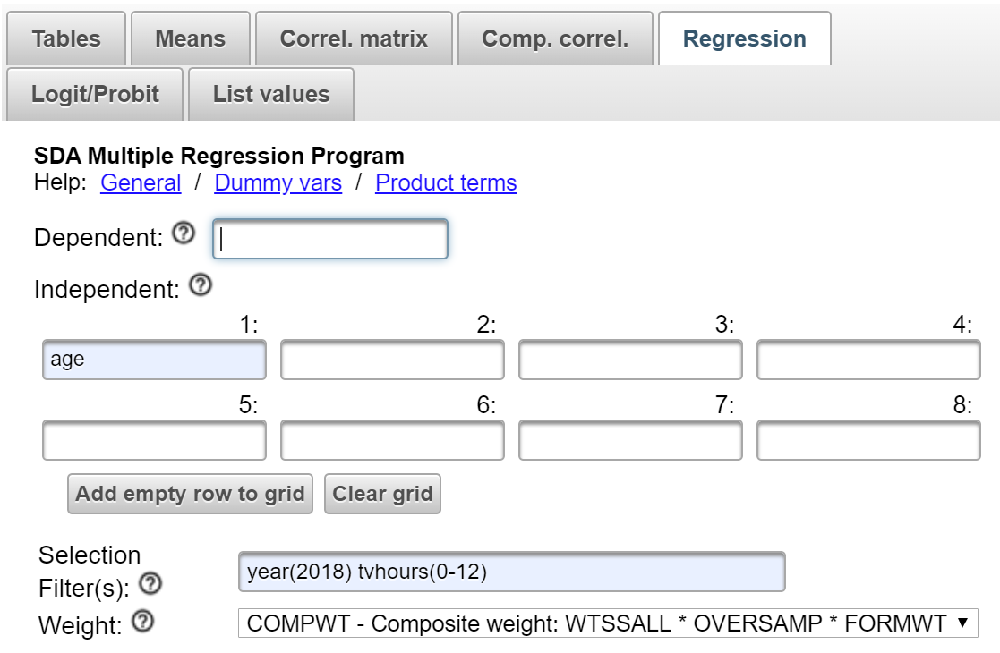 Tables Means Correl. matrix Comp. correl. Regression
Logit/Probit List values
SDA Multiple Regression Program
Help: General / Dummy vars / Product terms
Dependent: ?
Independent: ?
1: 2: 3: 4:
age
5: 6: 7: 8:
Add empty row to grid Clear grid
Selection
Filter(s): ? year(2018) tvhours(0-12)
Weight: ? COMPWT - Composite weight: WTSSALL * OVERSAMP * FORMWT